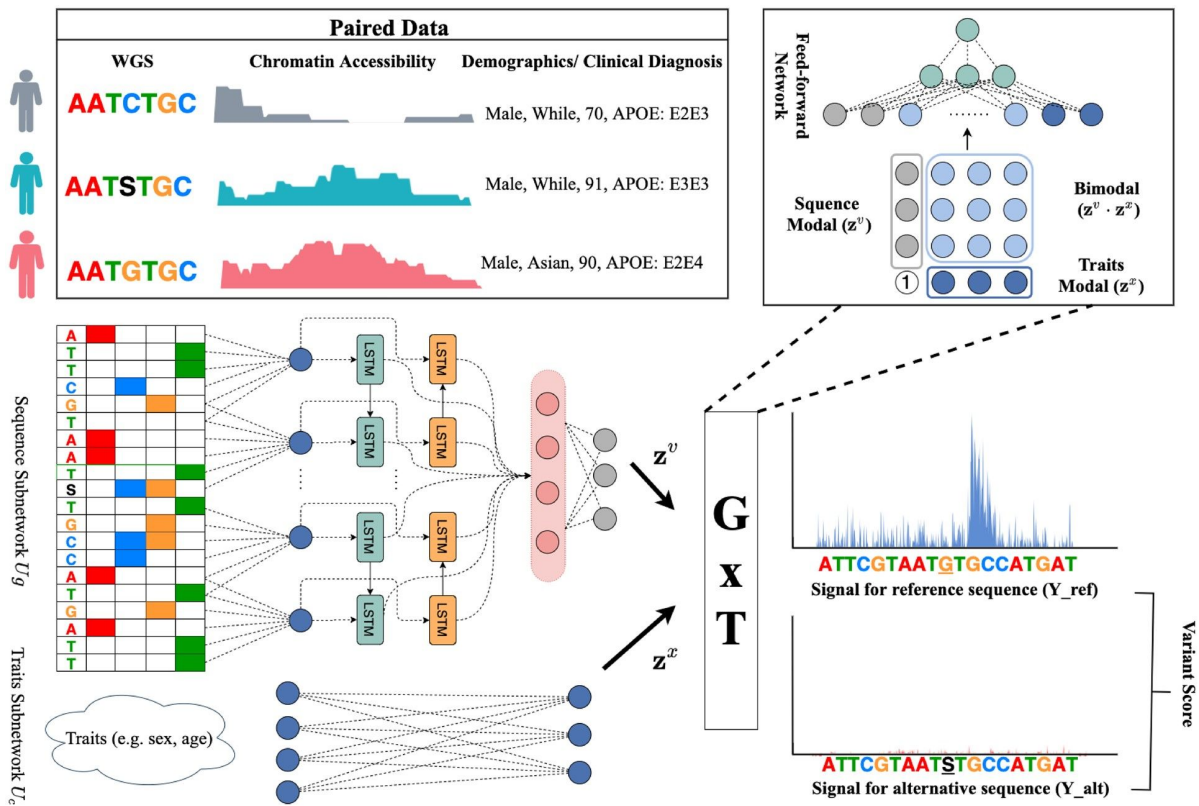 Paired Data
WGS
Chromatin Accessibility
Demographics/ Clinical Diagnosis
AATCTGC
Male, While, 70, APOE: E2E3
AATSTGC
Male, While, 91, APOE: E3E3
AATGTGC
Male, Asian, 90, APOE: E2E4
Feed-forward
Network
.......
Squence
Modal (z^v)
Bimodal
(z^v · z^x)
Traits
Modal (z^x)
1
Sequence Subnetwork Ug
A
T
T
C
G
T
A
A
T
S
T
G
C
C
A
T
G
A
T
T
LSTM
LSTM
LSTM
LSTM
LSTM
LSTM
LSTM
LSTM
z^v
z^x
G
x
T
Traits Subnetwork U_c
Traits (e.g. sex, age)
ATTCGTAATGTGCCATGAT
Signal for reference sequence (Y_ref)
ATTCGTAATSTGCCATGAT
Signal for alternative sequence (Y_alt)
Variant Score